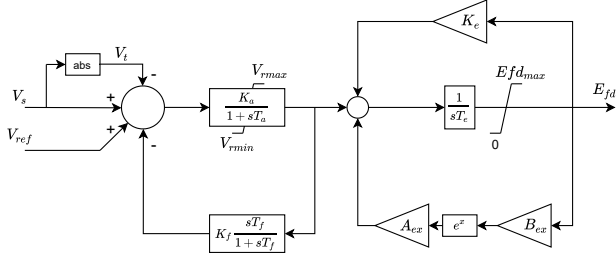 K_e
abs
V_t
-
V_rmax
Efd_max
V_s
+
K_a
1 + sT_a
1
sT_e
E_fd
+
V_ref
-
V_rmin
0
K_f sT_f
1 + sT_f
A_ex
e^x
B_ex